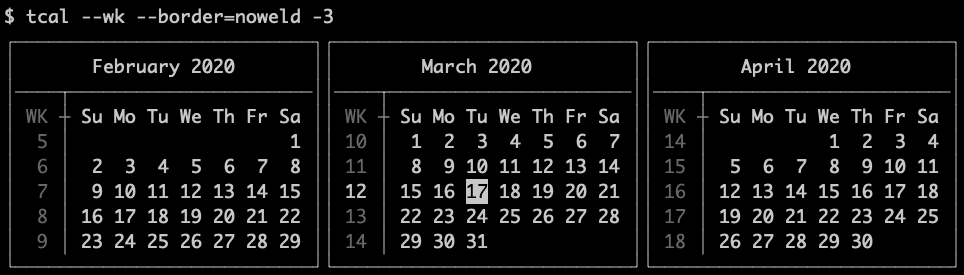 $ tcal --wk --border=noweld -3
February 2020 March 2020 April 2020
WK Su Mo Tu We Th Fr Sa WK Su Mo Tu We Th Fr Sa WK Su Mo Tu We Th Fr Sa
5 1 10 1 2 3 4 5 6 7 14 1 2 3 4
6 2 3 4 5 6 7 8 11 8 9 10 11 12 13 14 15 5 6 7 8 9 10 11
7 9 10 11 12 13 14 15 12 15 16 17 18 19 20 21 16 12 13 14 15 16 17 18
8 16 17 18 19 20 21 22 13 22 23 24 25 26 27 28 17 19 20 21 22 23 24 25
9 23 24 25 26 27 28 29 14 29 30 31 18 26 27 28 29 30